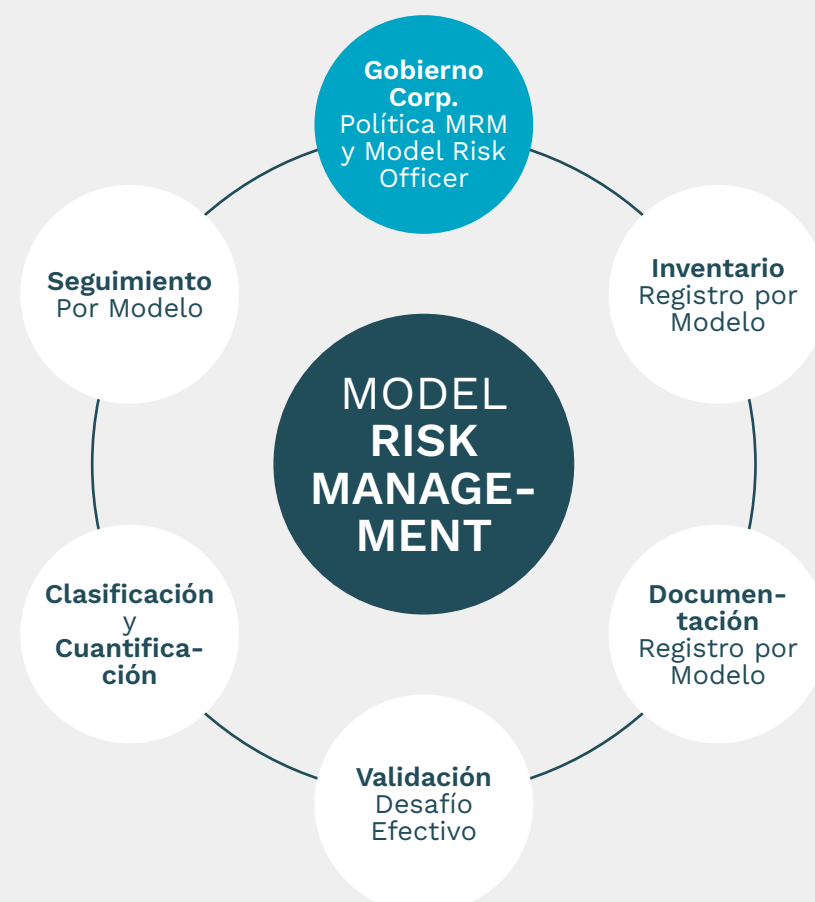 Gobierno
Corp.
Política MRM
y Model Risk
Officer
Inventario
Registro por
Modelo
Documen-
tación
Registro por
Modelo
Validación
Desafío
Efectivo
Clasificación
y
Cuantifica-
ción
Seguimiento
Por Modelo
MODEL
RISK
MANAGE-
MENT